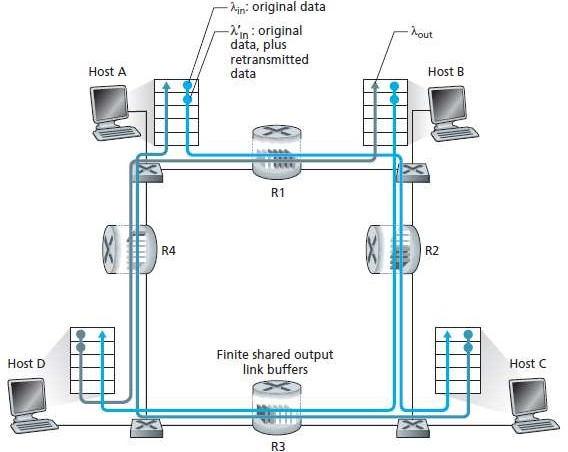 λin: original data
λ′in: original
data, plus
retransmitted
data
λout
Host A
Host B
R1
R4
R2
Host D
Finite shared output
link buffers
Host C
R3